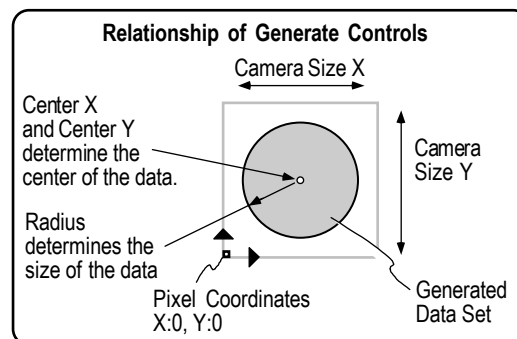 Relationship of Generate Controls
Camera Size X
Center X
and Center Y
determine the
center of the data.
Camera
Size Y
Radius
determines the
size of the data
Pixel Coordinates
X:0, Y:0
Generated
Data Set